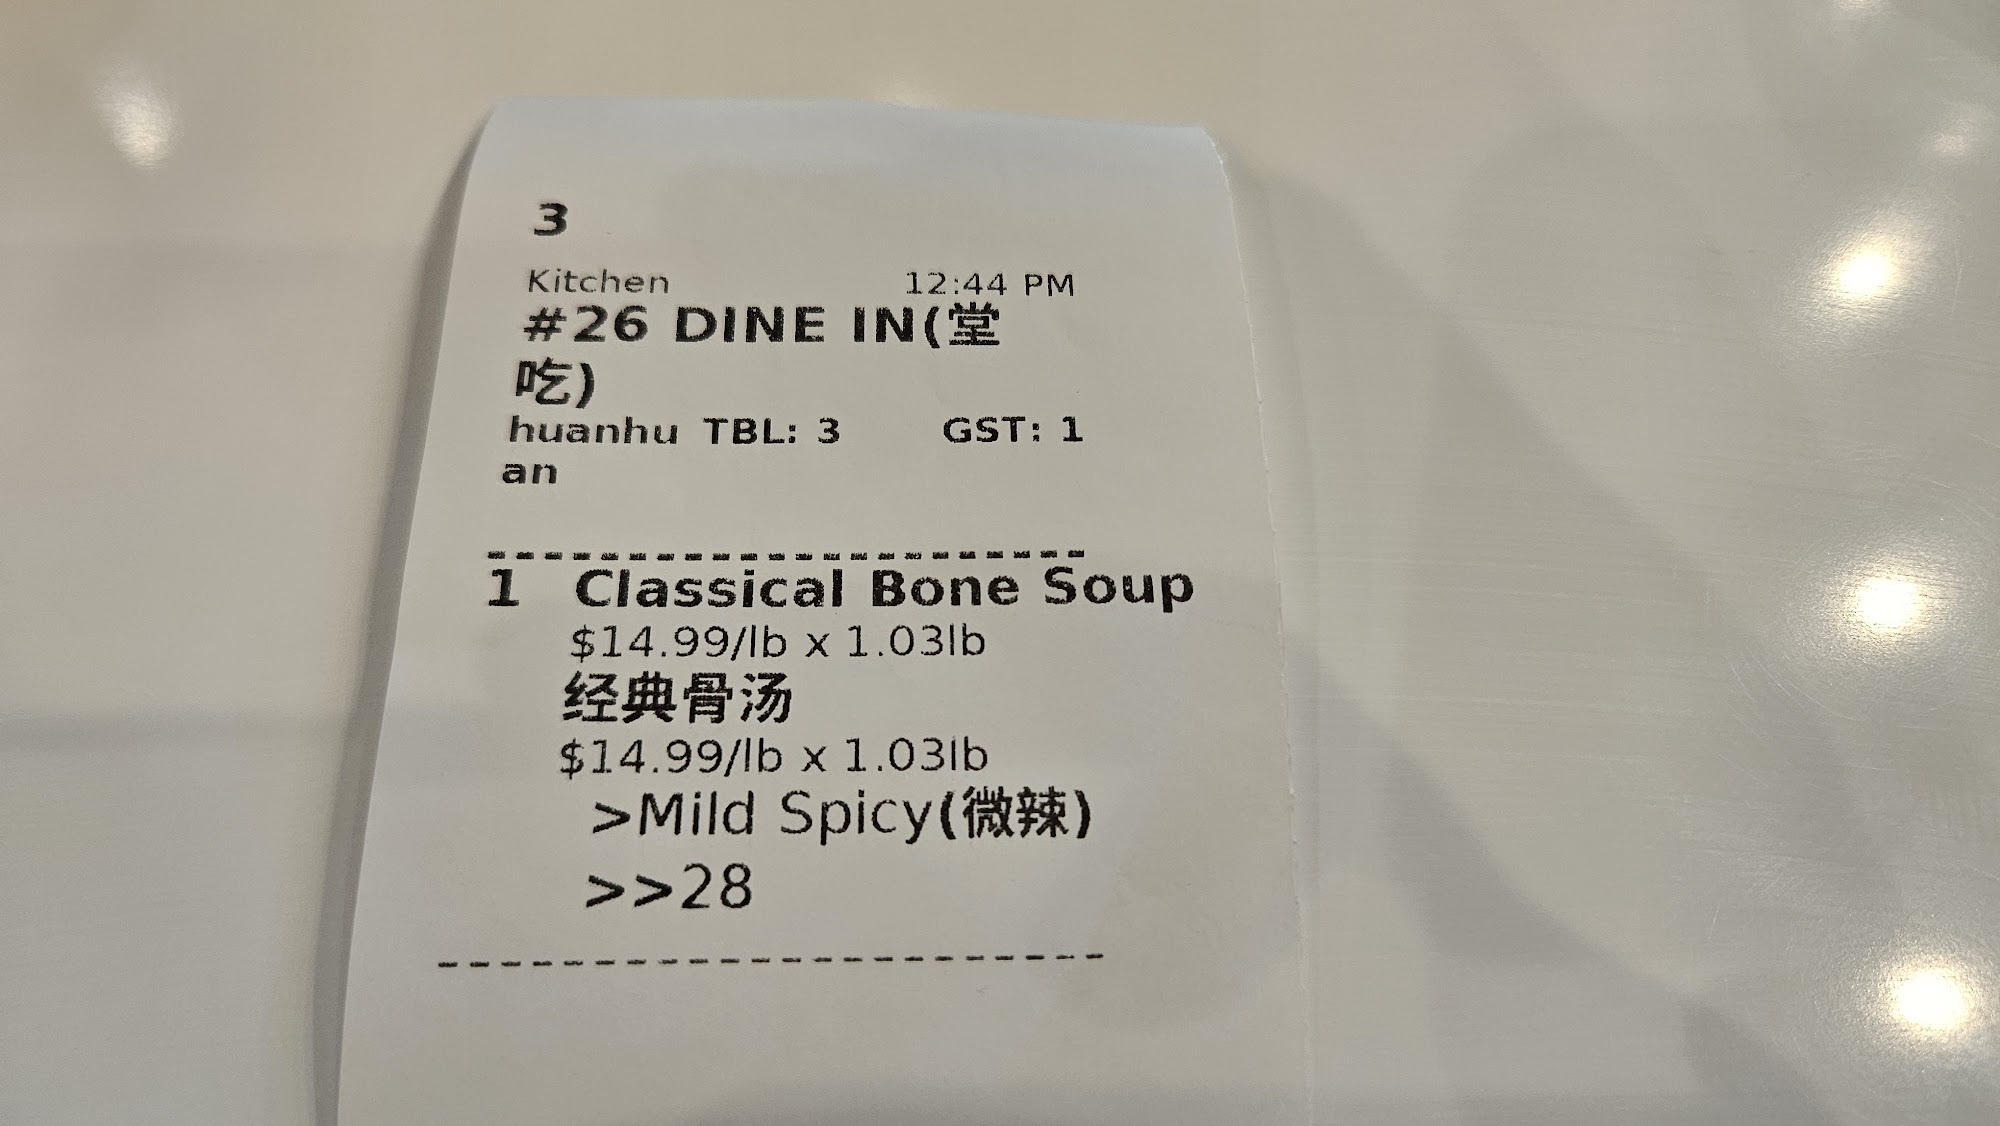 3
Kitchen 12:44 PM
#26 DINE IN(堂
吃)
huanhu TBL: 3 GST: 1
an
-----------------------
1 Classical Bone Soup
$14.99/lb x 1.03lb
经典骨汤
$14.99/lb x 1.03lb
>Mild Spicy(微辣)
>>28
-----------------------